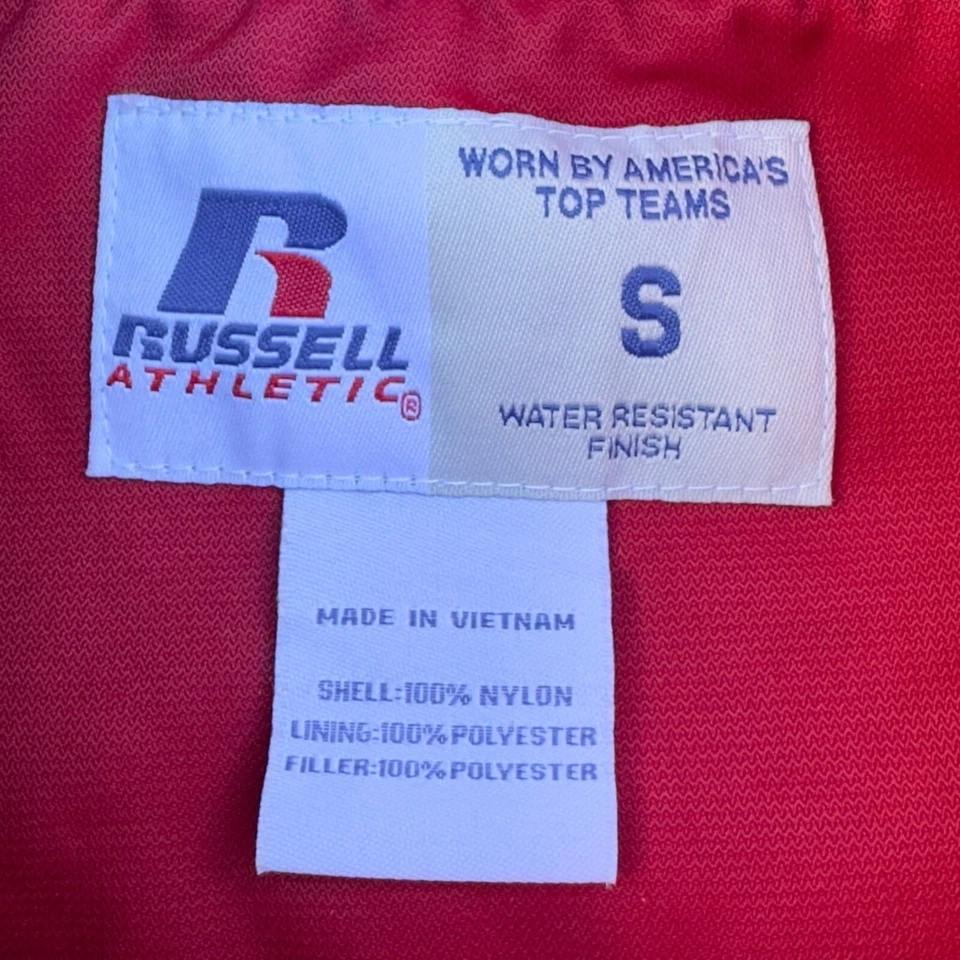 RUSSELL
ATHLETIC®
WORN BY AMERICA'S
TOP TEAMS
S
WATER RESISTANT
FINISH
MADE IN VIETNAM
SHELL:100% NYLON
LINING:100% POLYESTER
FILLER:100% POLYESTER